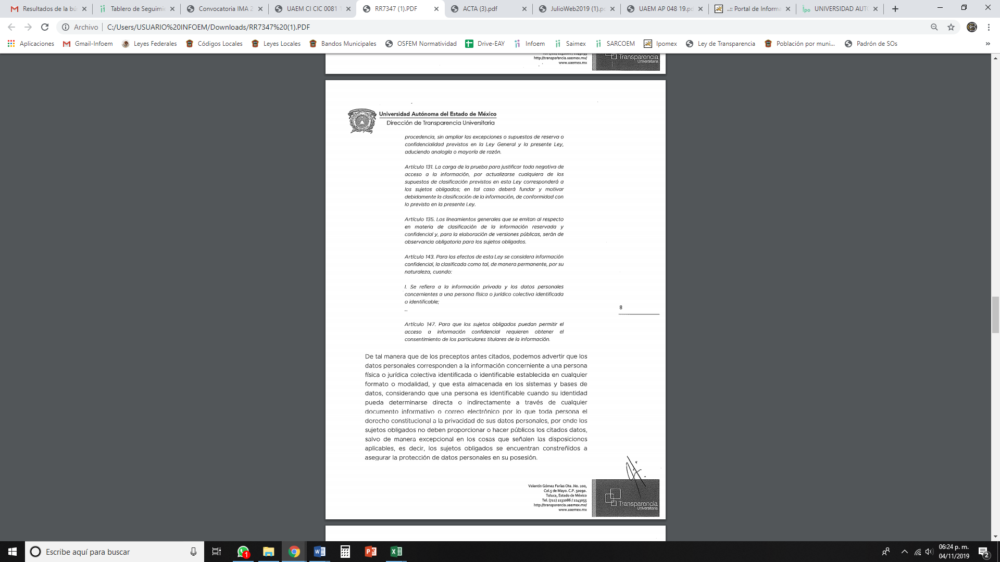 Resultados de la bú
Tablero de Seguimi
Convocatoria IMA 2
UAEM CI CIC 0081 1
RR7347 (1).PDF
ACTA (3).pdf
JulioWeb2019 (1).p
UAEM AP 048 19.p
..:: Portal de Inform
UNIVERSIDAD AUT
Archivo
C:/Users/USUARIO%20INFOEM/Downloads/RR7347%20(1).PDF
Aplicaciones
Gmail-Infoem
Leyes Federales
Códigos Locales
Leyes Locales
Bandos Municipales
OSFEM Normatividad
Drive-EAY
Infoem
Saimex
SARCOEM
Ipomex
Ley de Transparencia
Población por muni...
Padrón de SOs
»
http://transparencia.uaemex.mx/
www.uaemex.mx
Transparencia
Universitaria
Universidad Autónoma del Estado de México
Dirección de Transparencia Universitaria
procedencia, sin ampliar las excepciones o supuestos de reserva o
confidencialidad previstos en la Ley General y la presente Ley,
aduciendo analogía o mayoría de razón.
Artículo 131. La carga de la prueba para justificar toda negativa de
acceso a la información, por actualizarse cualquiera de los
supuestos de clasificación previstos en esta Ley corresponderá a
los sujetos obligados; en tal caso deberá fundar y motivar
debidamente la clasificación de la información, de conformidad con
lo previsto en la presente Ley.
Artículo 135. Los lineamientos generales que se emitan al respecto
en materia de clasificación de la información reservada y
confidencial y, para la elaboración de versiones públicas, serán de
observancia obligatoria para los sujetos obligados.
Artículo 143. Para los efectos de esta Ley se considera información
confidencial, la clasificada como tal, de manera permanente, por su
naturaleza, cuando:
I. Se refiera a la información privada y los datos personales
concernientes a una persona física o jurídico colectiva identificada
o identificable;
...
8
Artículo 147. Para que los sujetos obligados puedan permitir el
acceso a información confidencial requieren obtener el
consentimiento de los particulares titulares de la información.
De tal manera que de los preceptos antes citados, podemos advertir que los
datos personales corresponden a la información concerniente a una persona
física o jurídica colectiva identificada o identificable establecida en cualquier
formato o modalidad, y que esta almacenada en los sistemas y bases de
datos, considerando que una persona es identificable cuando su identidad
pueda determinarse directa o indirectamente a través de cualquier
documento informativo o correo electrónico por lo que toda persona el
derecho constitucional a la privacidad de sus datos personales, por ende los
sujetos obligados no deben proporcionar o hacer públicos los citados datos,
salvo de manera excepcional en los cosas que señalen las disposiciones
aplicables, es decir, los sujetos obligados se encuentran constreñidos a
asegurar la protección de datos personales en su posesión.
Valentín Gómez Farías Ote. No. 200,
Col.5 de Mayo. C.P. 50090.
Toluca, Estado de México
Tel. (722) 2131086 / 2143055
http://transparencia.uaemex.mx/
www.uaemex.mx
Transparencia
Universitaria
Escribe aquí para buscar
1
06:24 p. m.
04/11/2019
2